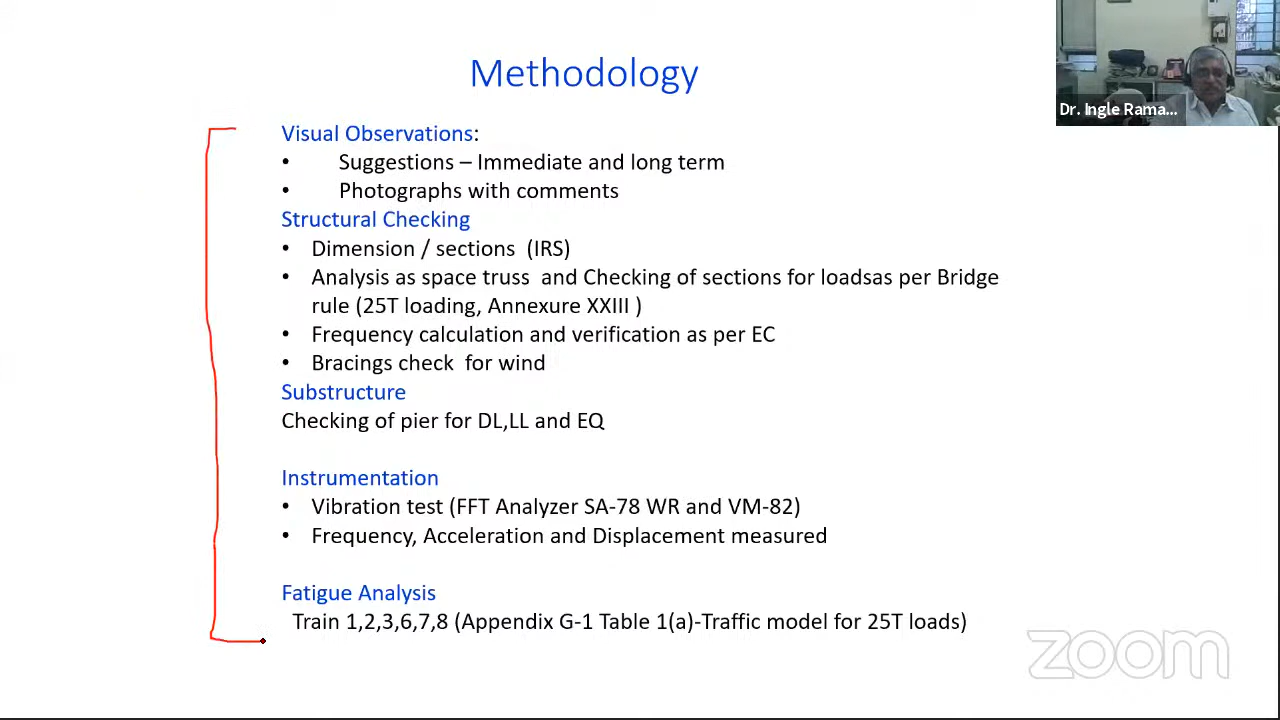 Methodology
Dr. Ingle Rama...
Visual Observations:
• Suggestions – Immediate and long term
• Photographs with comments
Structural Checking
• Dimension / sections (IRS)
• Analysis as space truss and Checking of sections for loadsas per Bridge
rule (25T loading, Annexure XXIII )
• Frequency calculation and verification as per EC
• Bracings check for wind
Substructure
Checking of pier for DL,LL and EQ
Instrumentation
• Vibration test (FFT Analyzer SA-78 WR and VM-82)
• Frequency, Acceleration and Displacement measured
Fatigue Analysis
Train 1,2,3,6,7,8 (Appendix G-1 Table 1(a)-Traffic model for 25T loads)
zoom